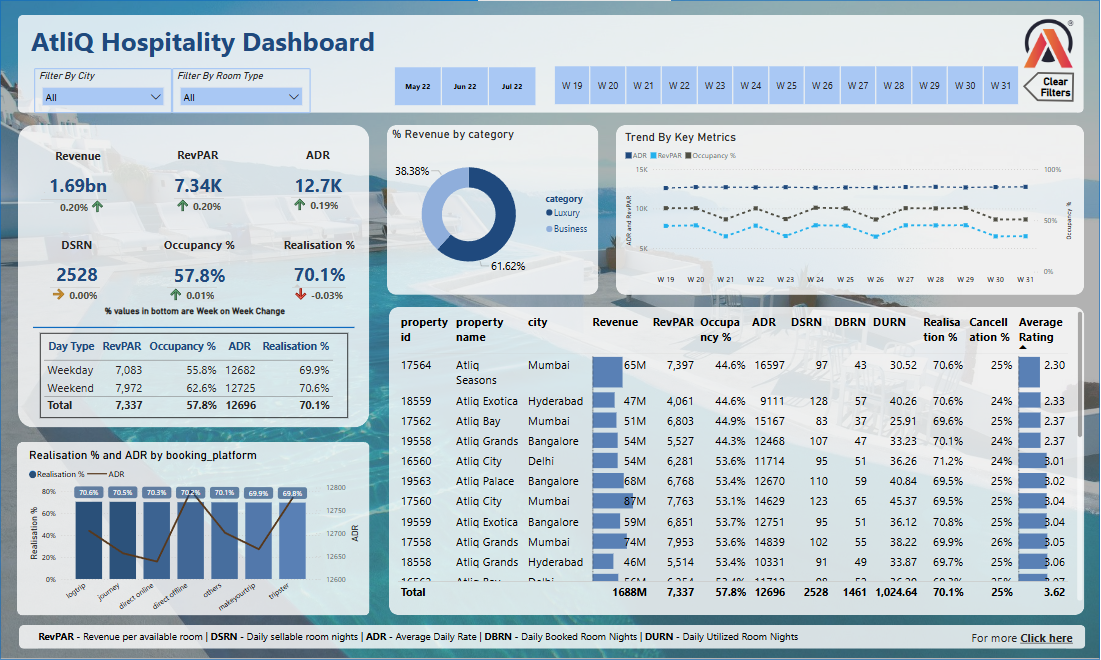 AtliQ Hospitality Dashboard
®
Filter By City
Filter By Room Type
All
All
May 22
Jun 22
Jul 22
W 19
W 20
W 21
W 22
W 23
W 24
W 25
W 26
W 27
W 28
W 29
W 30
W 31
Clear
Filters
Revenue
RevPAR
ADR
1.69bn
7.34K
12.7K
0.20%
0.20%
0.19%
DSRN
Occupancy %
Realisation %
2528
57.8%
70.1%
0.00%
0.01%
-0.03%
% values in bottom are Week on Week Change
Day Type RevPAR Occupancy % ADR Realisation %
Weekday 7,083 55.8% 12682 69.9%
Weekend 7,972 62.6% 12725 70.6%
Total 7,337 57.8% 12696 70.1%
% Revenue by category
38.38%
61.62%
category
Luxury
Business
Trend By Key Metrics
ADR RevPAR Occupancy %
15K
10K
5K
ADR and RevPAR
100%
50%
0%
Occupancy %
W 19 W 20 W 21 W 22 W 23 W 24 W 25 W 26 W 27 W 28 W 29 W 30 W 31
Realisation % and ADR by booking_platform
Realisation % ADR
80%
60%
40%
20%
0%
Realisation %
70.6% 70.5% 70.3% 70.2% 70.1% 69.9% 69.8%
12800
12750
12700
12650
12600
ADR
logtrip
journey
direct online
direct offline
others
makeyourtrip
tripster
property id property name city Revenue RevPAR Occupa ncy % ADR DSRN DBRN DURN Realisa tion % Cancell ation % Average Rating
17564 Atliq Seasons Mumbai 65M 7,397 44.6% 16597 97 43 30.52 70.6% 25% 2.30
18559 Atliq Exotica Hyderabad 47M 4,061 44.6% 9111 128 57 40.26 70.6% 24% 2.33
17562 Atliq Bay Mumbai 51M 6,803 44.9% 15167 83 37 25.91 69.6% 25% 2.37
19558 Atliq Grands Bangalore 54M 5,527 44.3% 12468 107 47 33.23 70.1% 24% 2.37
16560 Atliq City Delhi 54M 6,281 53.6% 11714 95 51 36.26 71.2% 24% 3.01
19563 Atliq Palace Bangalore 68M 6,768 53.4% 12670 110 59 40.84 69.5% 25% 3.02
17560 Atliq City Mumbai 87M 7,763 53.1% 14629 123 65 45.37 69.5% 25% 3.04
19559 Atliq Exotica Bangalore 59M 6,851 53.7% 12751 95 51 36.12 70.8% 25% 3.04
17558 Atliq Grands Mumbai 74M 7,953 53.6% 14839 102 55 38.22 69.9% 26% 3.05
18558 Atliq Grands Hyderabad 46M 5,514 53.4% 10331 91 49 33.87 69.7% 25% 3.06
Total 1688M 7,337 57.8% 12696 2528 1461 1,024.64 70.1% 25% 3.62
RevPAR - Revenue per available room | DSRN - Daily sellable room nights | ADR - Average Daily Rate | DBRN - Daily Booked Room Nights | DURN - Daily Utilized Room Nights
For more Click here